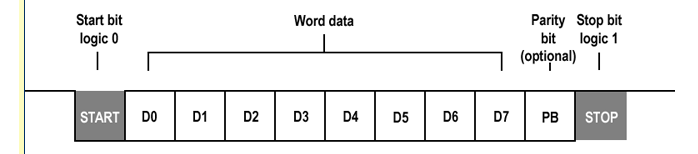 Start bit
logic 0
Word data
Parity
bit
(optional)
Stop bit
logic 1
START D0 D1 D2 D3 D4 D5 D6 D7 PB STOP